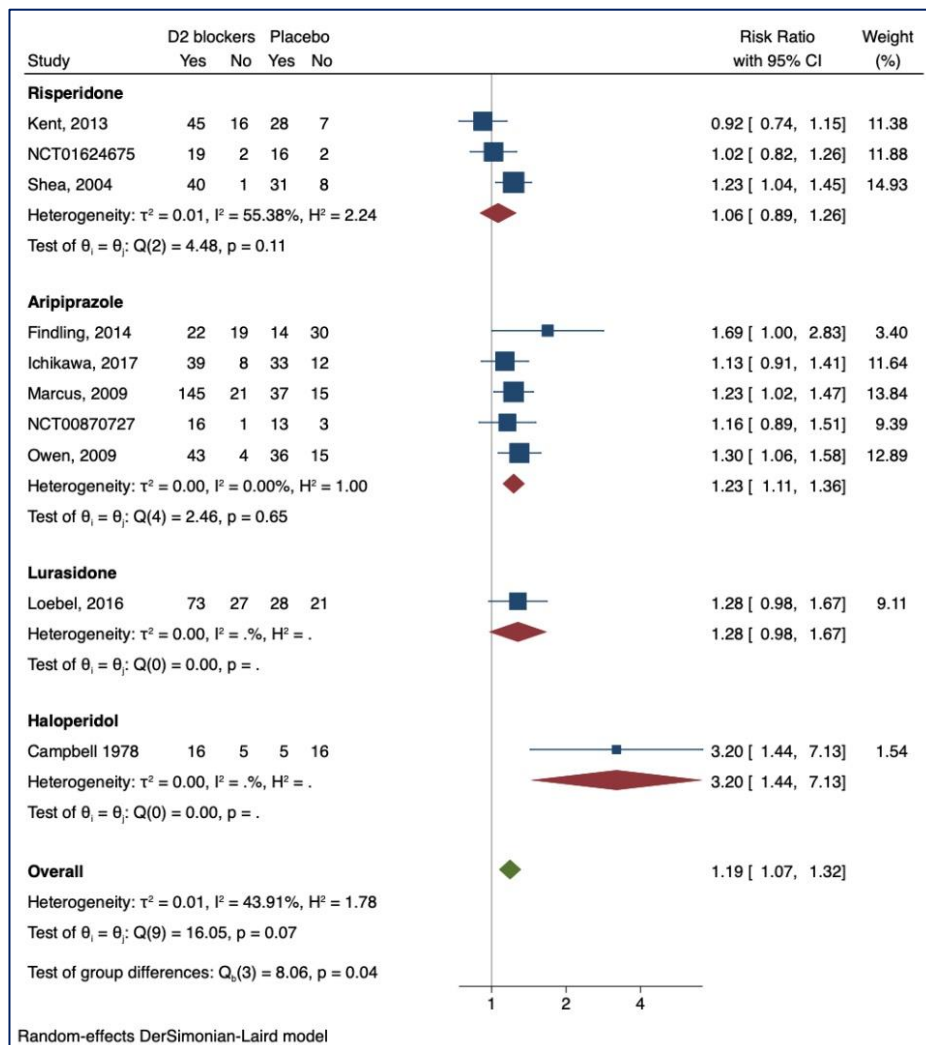 D2 blockers Placebo Risk Ratio Weight
Study Yes No Yes No with 95% CI (%)
Risperidone
Kent, 2013 45 16 28 7 0.92 [ 0.74, 1.15] 11.38
NCT01624675 19 2 16 2 1.02 [ 0.82, 1.26] 11.88
Shea, 2004 40 1 31 8 1.23 [ 1.04, 1.45] 14.93
Heterogeneity: τ² = 0.01, I² = 55.38%, H² = 2.24 1.06 [ 0.89, 1.26]
Test of θᵢ = θⱼ: Q(2) = 4.48, p = 0.11
Aripiprazole
Findling, 2014 22 19 14 30 1.69 [ 1.00, 2.83] 3.40
Ichikawa, 2017 39 8 33 12 1.13 [ 0.91, 1.41] 11.64
Marcus, 2009 145 21 37 15 1.23 [ 1.02, 1.47] 13.84
NCT00870727 16 1 13 3 1.16 [ 0.89, 1.51] 9.39
Owen, 2009 43 4 36 15 1.30 [ 1.06, 1.58] 12.89
Heterogeneity: τ² = 0.00, I² = 0.00%, H² = 1.00 1.23 [ 1.11, 1.36]
Test of θᵢ = θⱼ: Q(4) = 2.46, p = 0.65
Lurasidone
Loebel, 2016 73 27 28 21 1.28 [ 0.98, 1.67] 9.11
Heterogeneity: τ² = 0.00, I² = .%, H² = . 1.28 [ 0.98, 1.67]
Test of θᵢ = θⱼ: Q(0) = 0.00, p = .
Haloperidol
Campbell 1978 16 5 5 16 3.20 [ 1.44, 7.13] 1.54
Heterogeneity: τ² = 0.00, I² = .%, H² = . 3.20 [ 1.44, 7.13]
Test of θᵢ = θⱼ: Q(0) = 0.00, p = .
Overall 1.19 [ 1.07, 1.32]
Heterogeneity: τ² = 0.01, I² = 43.91%, H² = 1.78
Test of θᵢ = θⱼ: Q(9) = 16.05, p = 0.07
Test of group differences: Q_b(3) = 8.06, p = 0.04
1 2 4
Random-effects DerSimonian-Laird model